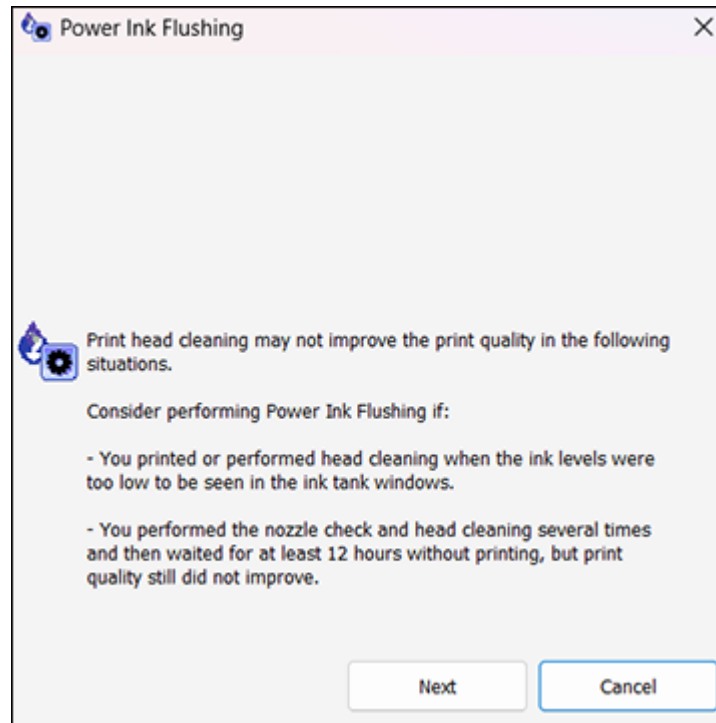 Power Ink Flushing
Print head cleaning may not improve the print quality in the following
situations.
Consider performing Power Ink Flushing if:
- You printed or performed head cleaning when the ink levels were
too low to be seen in the ink tank windows.
- You performed the nozzle check and head cleaning several times
and then waited for at least 12 hours without printing, but print
quality still did not improve.
Next
Cancel